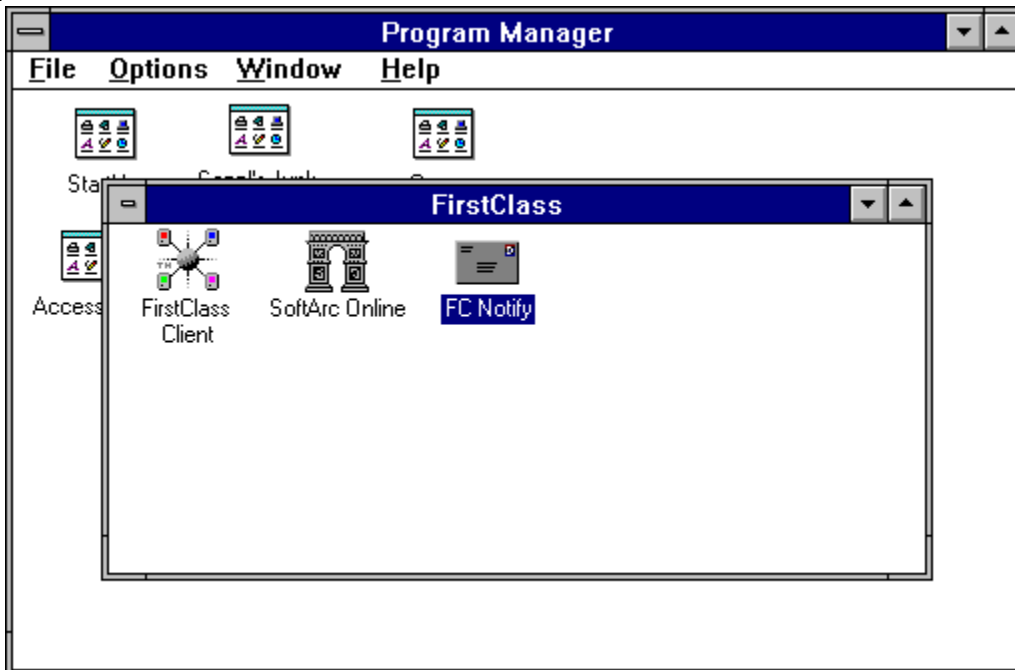 Program Manager
File Options Window Help
FirstClass
FirstClass
Client
SoftArc Online
FC Notify